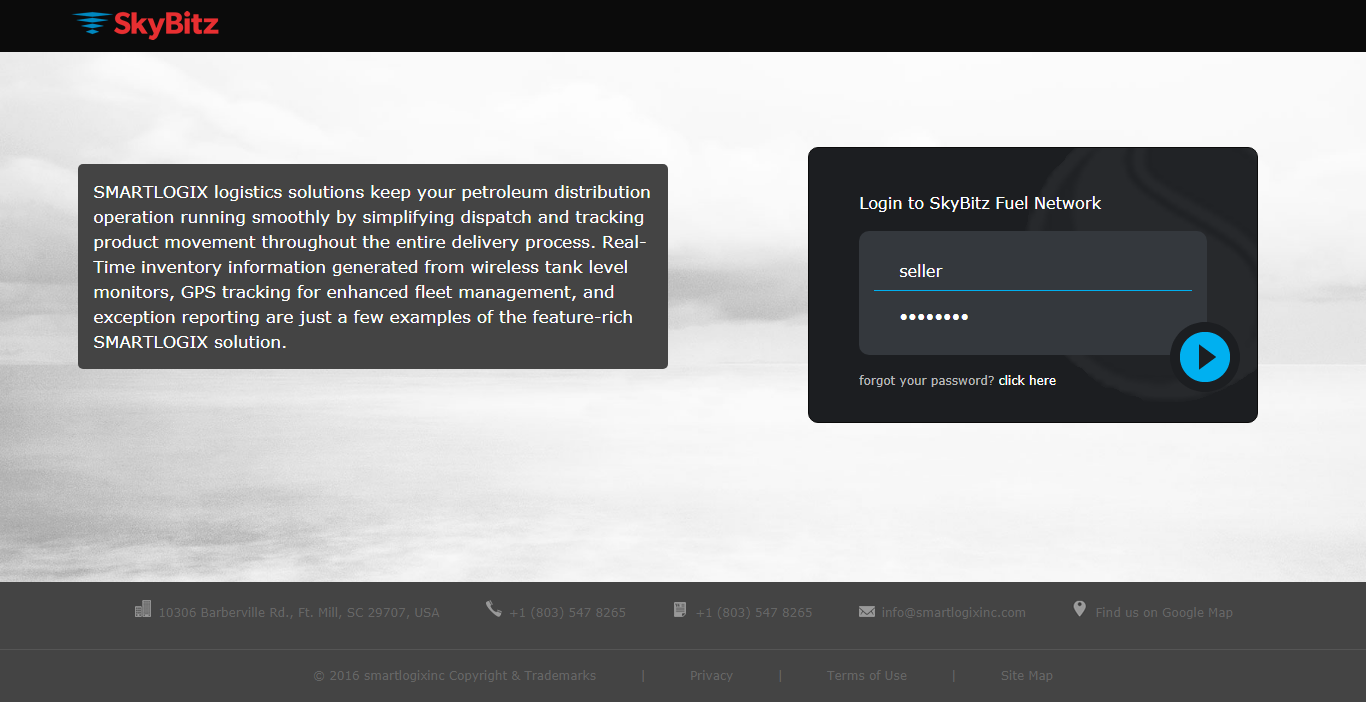 SkyBitz
SMARTLOGIX logistics solutions keep your petroleum distribution
operation running smoothly by simplifying dispatch and tracking
product movement throughout the entire delivery process. Real-
Time inventory information generated from wireless tank level
monitors, GPS tracking for enhanced fleet management, and
exception reporting are just a few examples of the feature-rich
SMARTLOGIX solution.
Login to SkyBitz Fuel Network
seller
••••••••
forgot your password? click here
10306 Barberville Rd., Ft. Mill, SC 29707, USA +1 (803) 547 8265 +1 (803) 547 8265 info@smartlogixinc.com Find us on Google Map
© 2016 smartlogixinc Copyright & Trademarks | Privacy | Terms of Use | Site Map